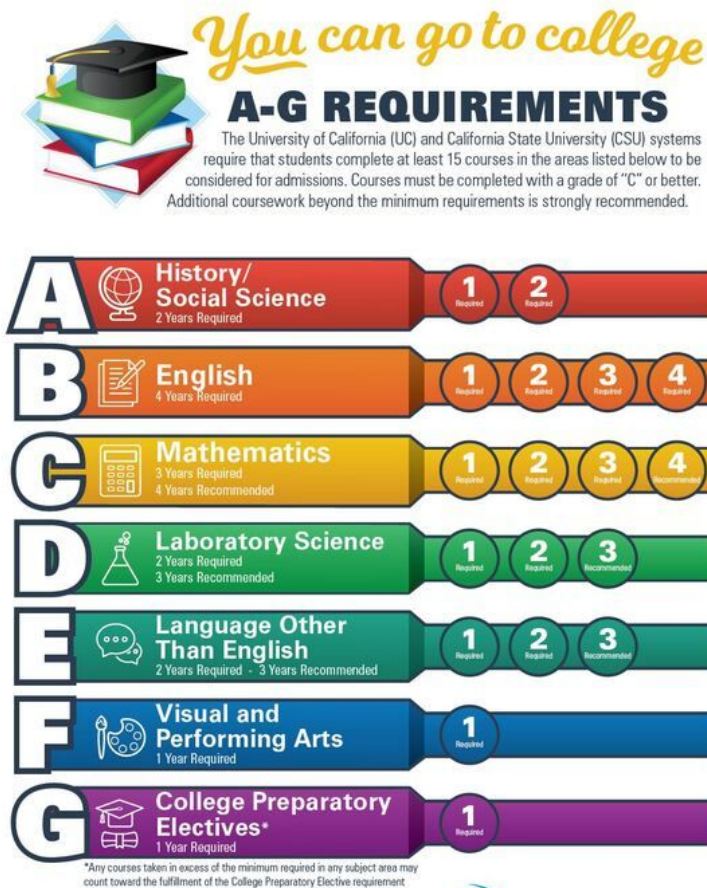 You can go to college
A-G REQUIREMENTS
The University of California (UC) and California State University (CSU) systems
require that students complete at least 15 courses in the areas listed below to be
considered for admissions. Courses must be completed with a grade of "C" or better.
Additional coursework beyond the minimum requirements is strongly recommended.
A
History/
Social Science
2 Years Required
1
Required
2
Required
B
English
4 Years Required
1
Required
2
Required
3
Required
4
Required
C
Mathematics
3 Years Required
4 Years Recommended
1
Required
2
Required
3
Required
4
Recommended
D
Laboratory Science
2 Years Required
3 Years Recommended
1
Required
2
Required
3
Recommended
E
Language Other
Than English
2 Years Required - 3 Years Recommended
1
Required
2
Required
3
Recommended
F
Visual and
Performing Arts
1 Year Required
1
Required
G
College Preparatory
Electives*
1 Year Required
1
Required
*Any courses taken in excess of the minimum required in any subject area may
count toward the fulfillment of the College Preparatory Elective requirement